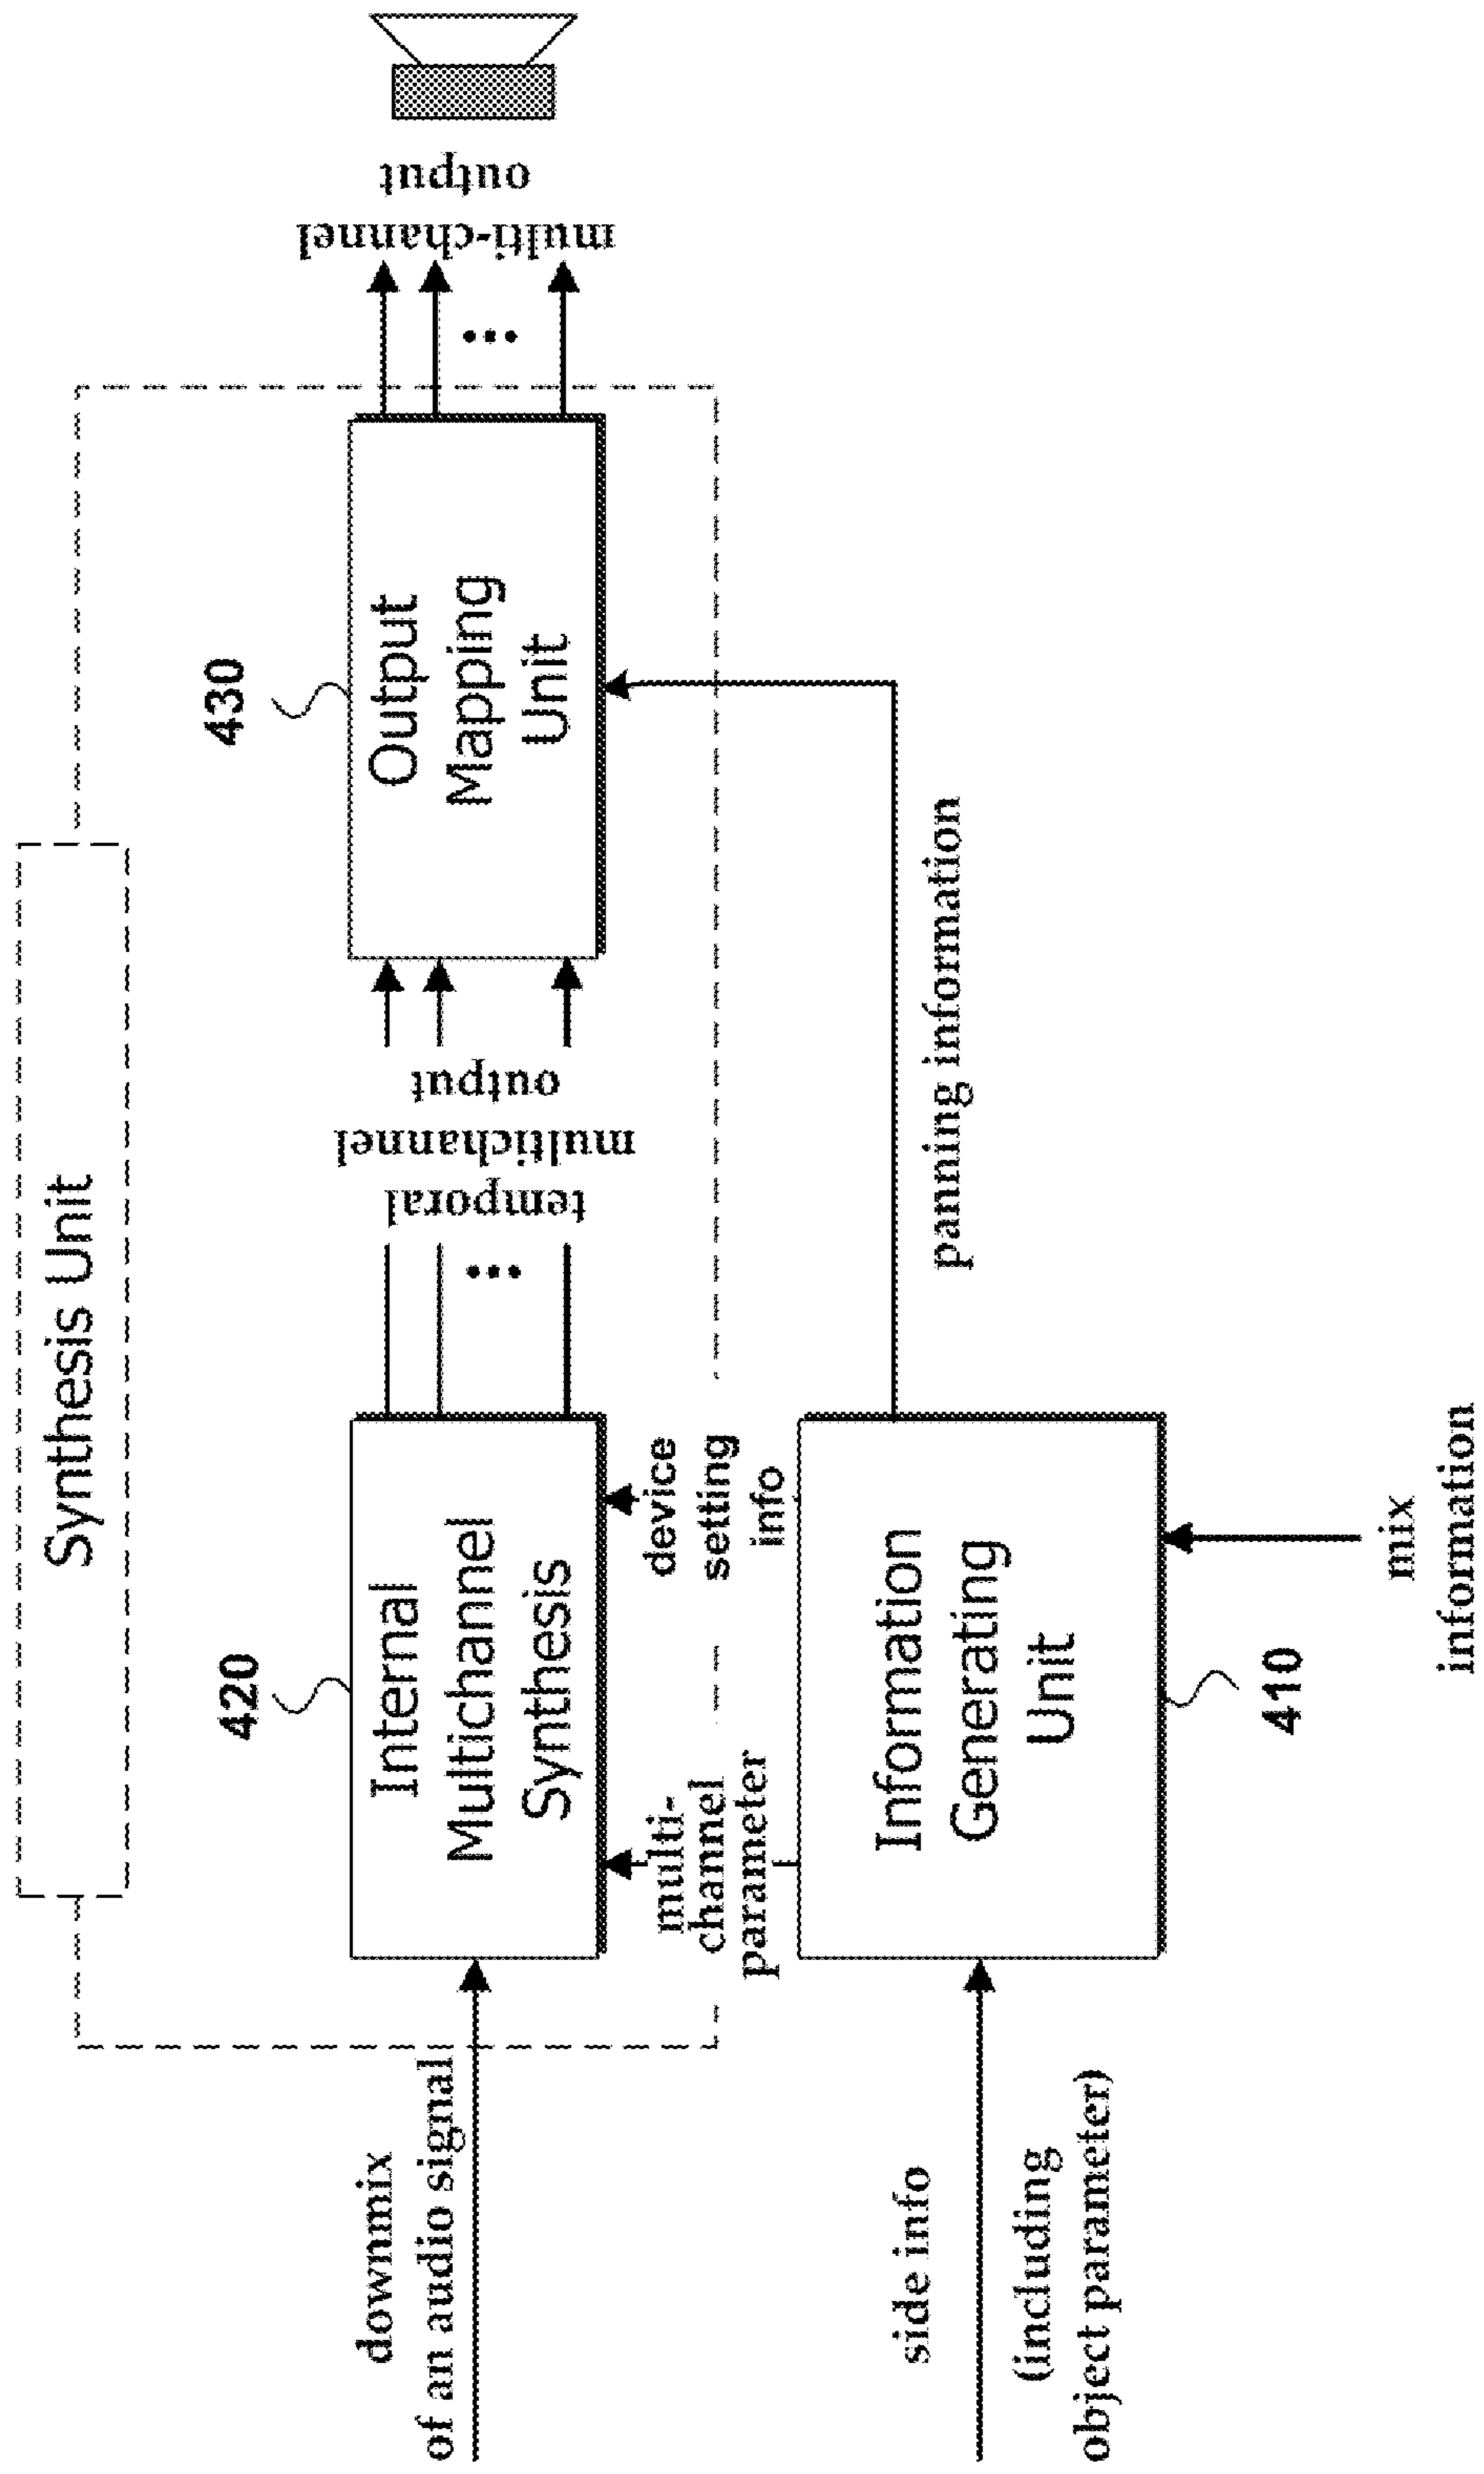 Synthesis Unit
420
430
downmix
of an audio signal
Internal
Multichannel
Synthesis
temporal
multichannel
output
Output
Mapping
Unit
multi-channel
output
multi-
channel
parameter
device
setting
info
side info
(including
object parameter)
Information
Generating
Unit
panning information
410
mix
information